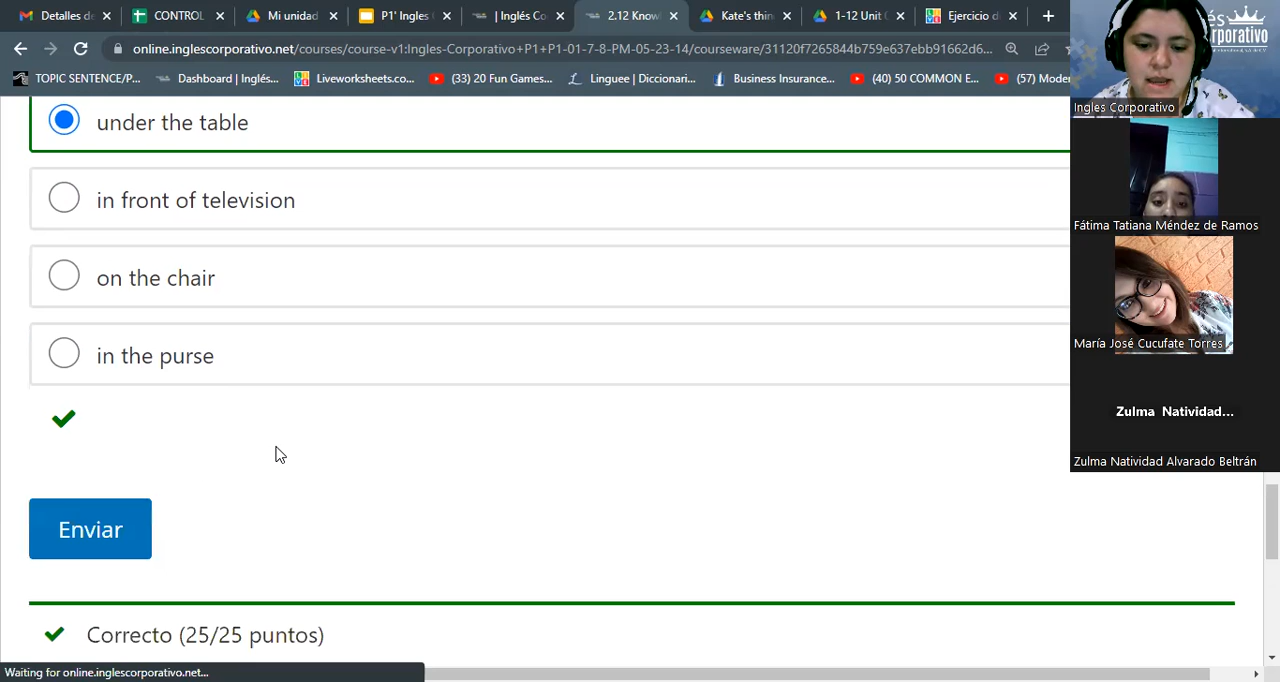 Detalles de
CONTROL
Mi unidad
P1' Ingles
| Inglés Co
2.12 Know
Kate's thin
1-12 Unit
Ejercicio d
online.inglescorporativo.net/courses/course-v1:Ingles-Corporativo+P1+P1-01-7-8-PM-05-23-14/courseware/31120f7265844b759e637ebb91662d6...
TOPIC SENTENCE/P...
Dashboard | Inglés...
Liveworksheets.co...
(33) 20 Fun Games...
Linguee | Diccionari...
Business Insurance...
(40) 50 COMMON E...
(57) Moder
under the table
in front of television
on the chair
in the purse
Enviar
Correcto (25/25 puntos)
Waiting for online.inglescorporativo.net...
Ingles Corporativo
Fátima Tatiana Méndez de Ramos
María José Cucufate Torres
Zulma Natividad...
Zulma Natividad Alvarado Beltrán